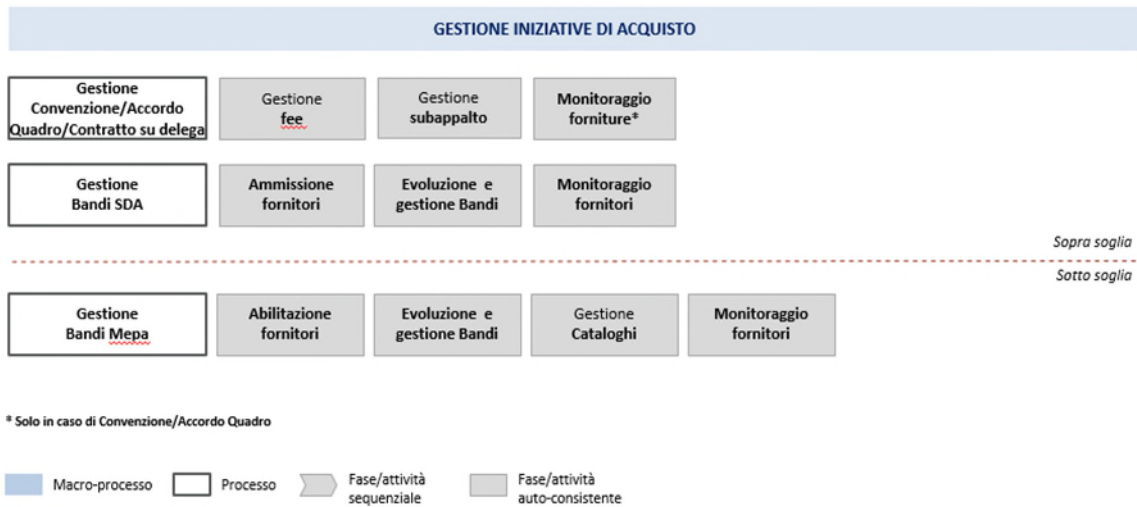 GESTIONE INIZIATIVE DI ACQUISTO
Gestione
Convenzione/Accordo
Quadro/Contratto su delega
Gestione
fee
Gestione
subappalto
Monitoraggio
forniture*
Gestione
Bandi SDA
Ammissione
fornitori
Evoluzione e
gestione Bandi
Monitoraggio
fornitori
Sopra soglia
Sotto soglia
Gestione
Bandi Mepa
Abilitazione
fornitori
Evoluzione e
gestione Bandi
Gestione
Cataloghi
Monitoraggio
fornitori
* Solo in caso di Convenzione/Accordo Quadro
Macro-processo
Processo
Fase/attività
sequenziale
Fase/attività
auto-consistente